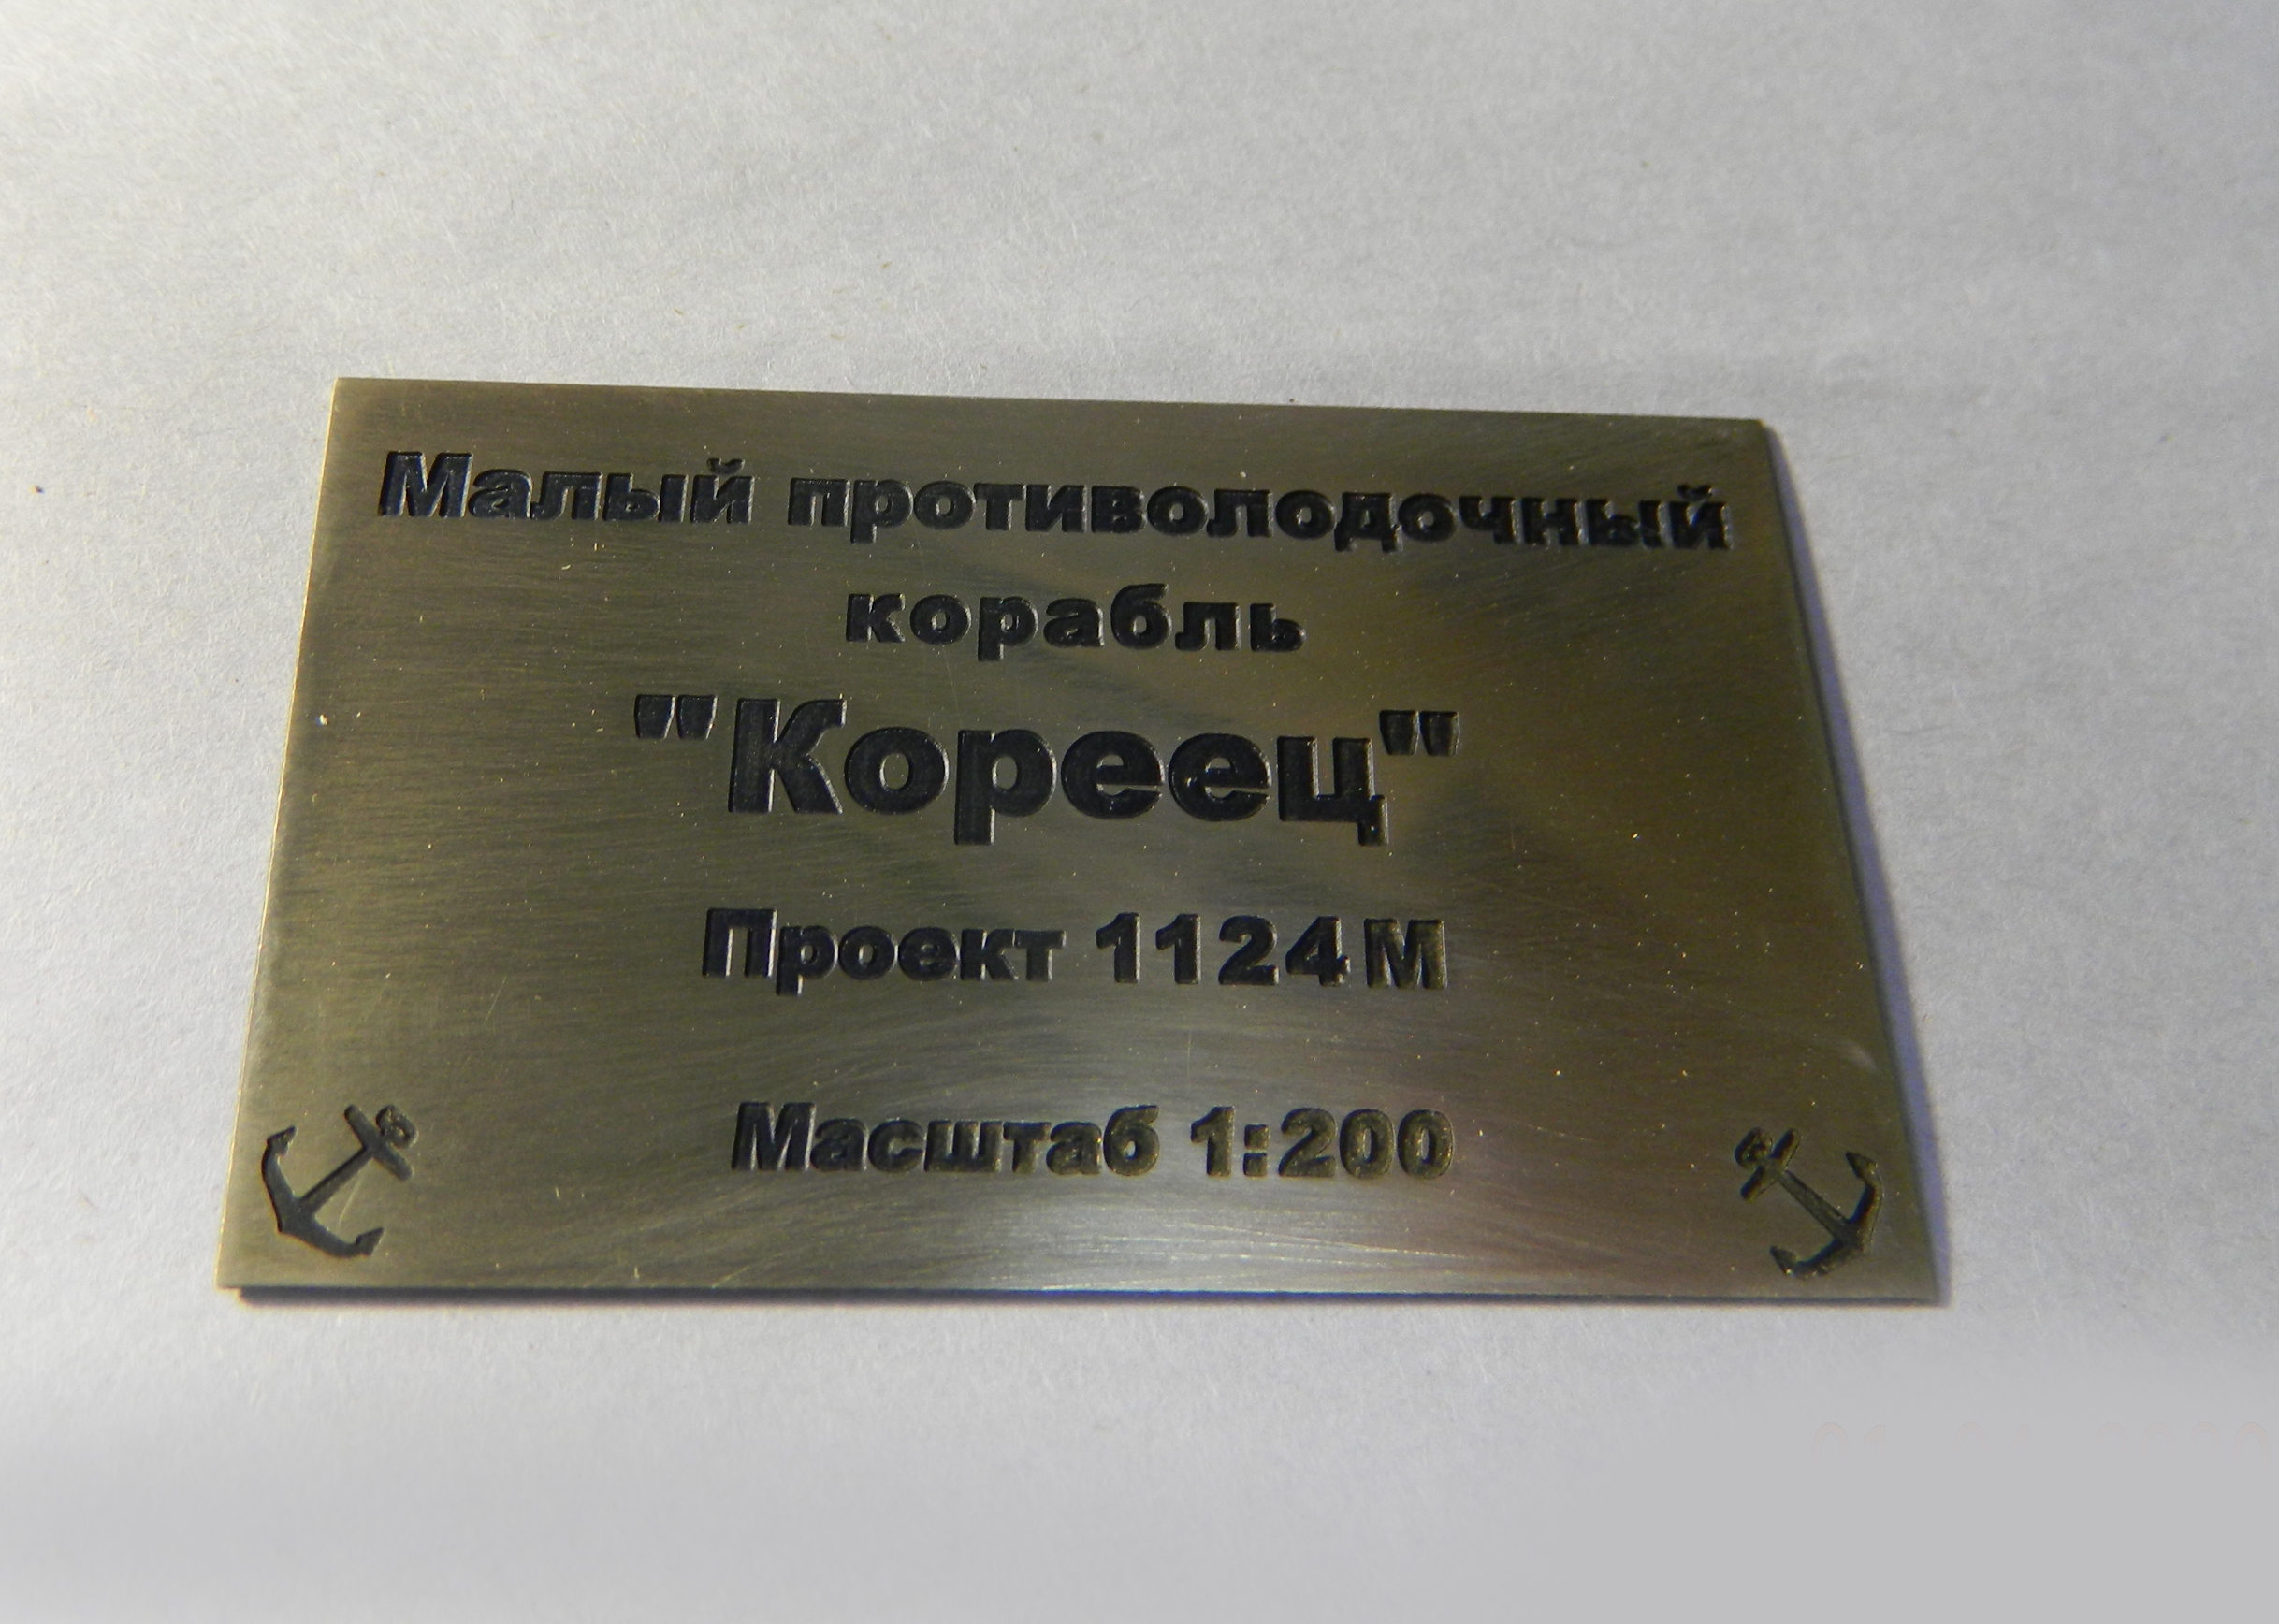 Малый противолодочный
корабль
"Кореец"
Проект 1124М
Масштаб 1:200